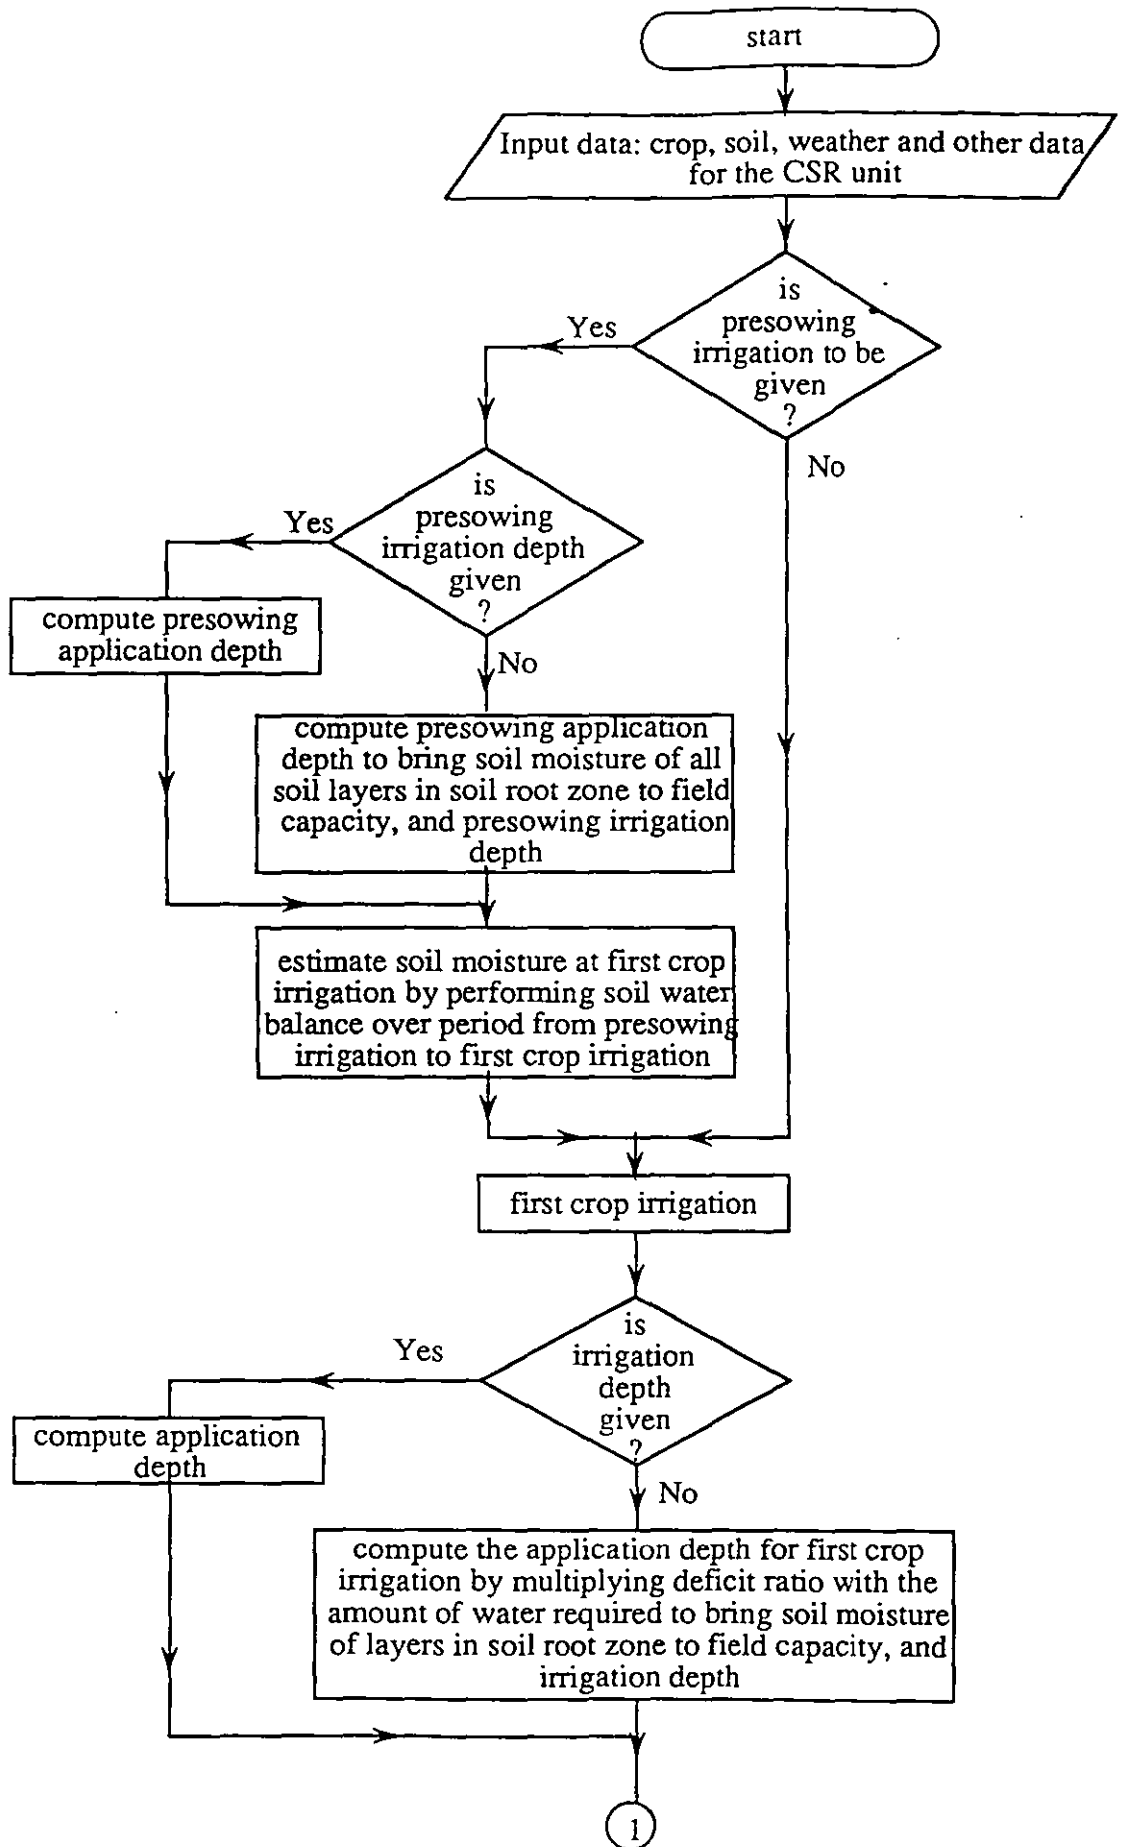 start
Input data: crop, soil, weather and other data
for the CSR unit
is
presowing
irrigation to be
given
?
Yes
No
is
presowing
irrigation depth
given
?
Yes
compute presowing
application depth
No
compute presowing application
depth to bring soil moisture of all
soil layers in soil root zone to field
capacity, and presowing irrigation
depth
estimate soil moisture at first crop
irrigation by performing soil water
balance over period from presowing
irrigation to first crop irrigation
first crop irrigation
is
irrigation
depth
given
?
Yes
compute application
depth
No
compute the application depth for first crop
irrigation by multiplying deficit ratio with the
amount of water required to bring soil moisture
of layers in soil root zone to field capacity, and
irrigation depth
1